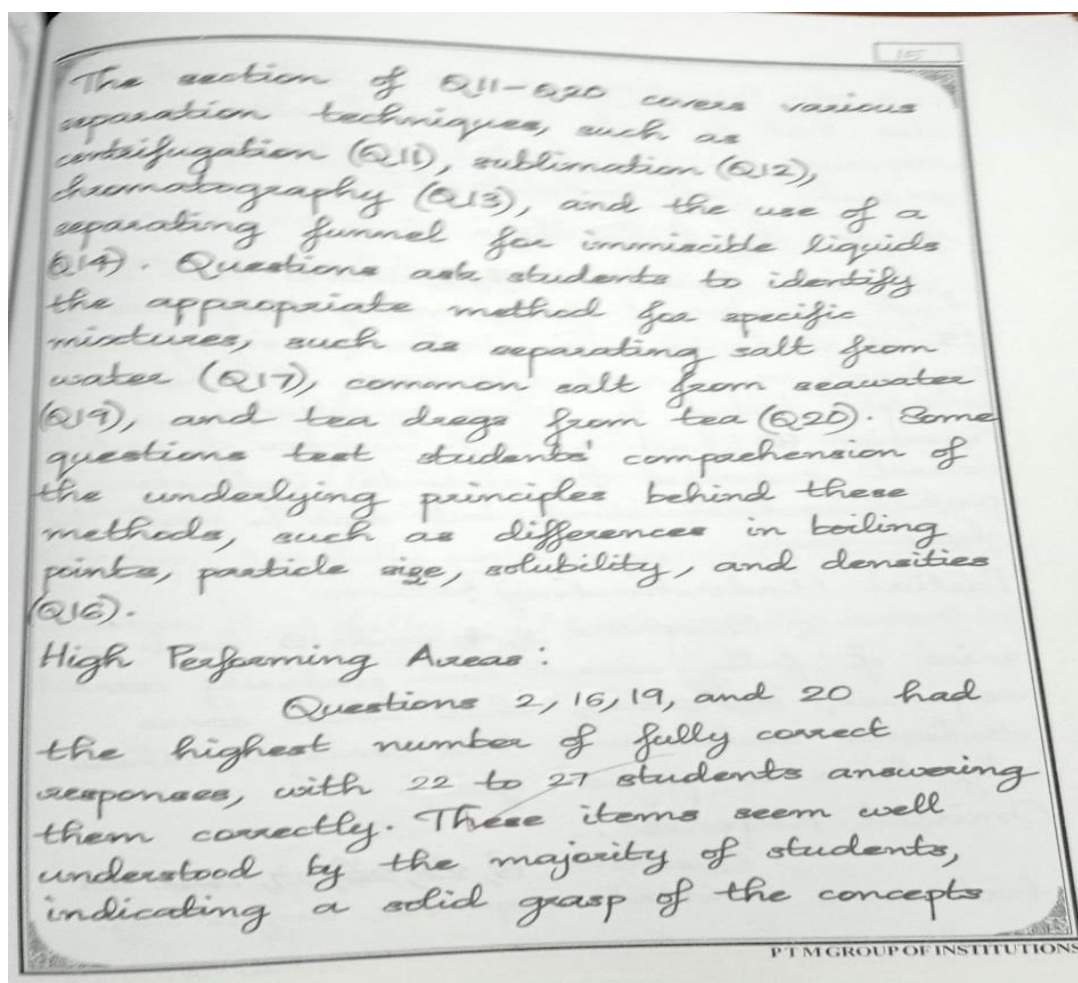 15
The section of Q11-Q20 covers various
separation techniques, such as
centrifugation (Q11), sublimation (Q12),
hromatography (Q13), and the use of a
separating funnel for immiscible liquids
Q14). Questions ask students to identify
the appropriate method for specific
mixtures, such as separating salt from
water (Q17), common salt from seawater
(Q19), and tea dregs from tea (Q20). Some
questions test students' comprehension of
the underlying principles behind these
methods, such as differences in boiling
points, particle size, solubility, and densities
(Q16).
High Performing Areas:
Questions 2, 16, 19, and 20 had
the highest number of fully correct
responses, with 22 to 27 students answering
them correctly. These items seem well
understood by the majority of students,
indicating a solid grasp of the concepts
PTM GROUP OF INSTITUTIONS